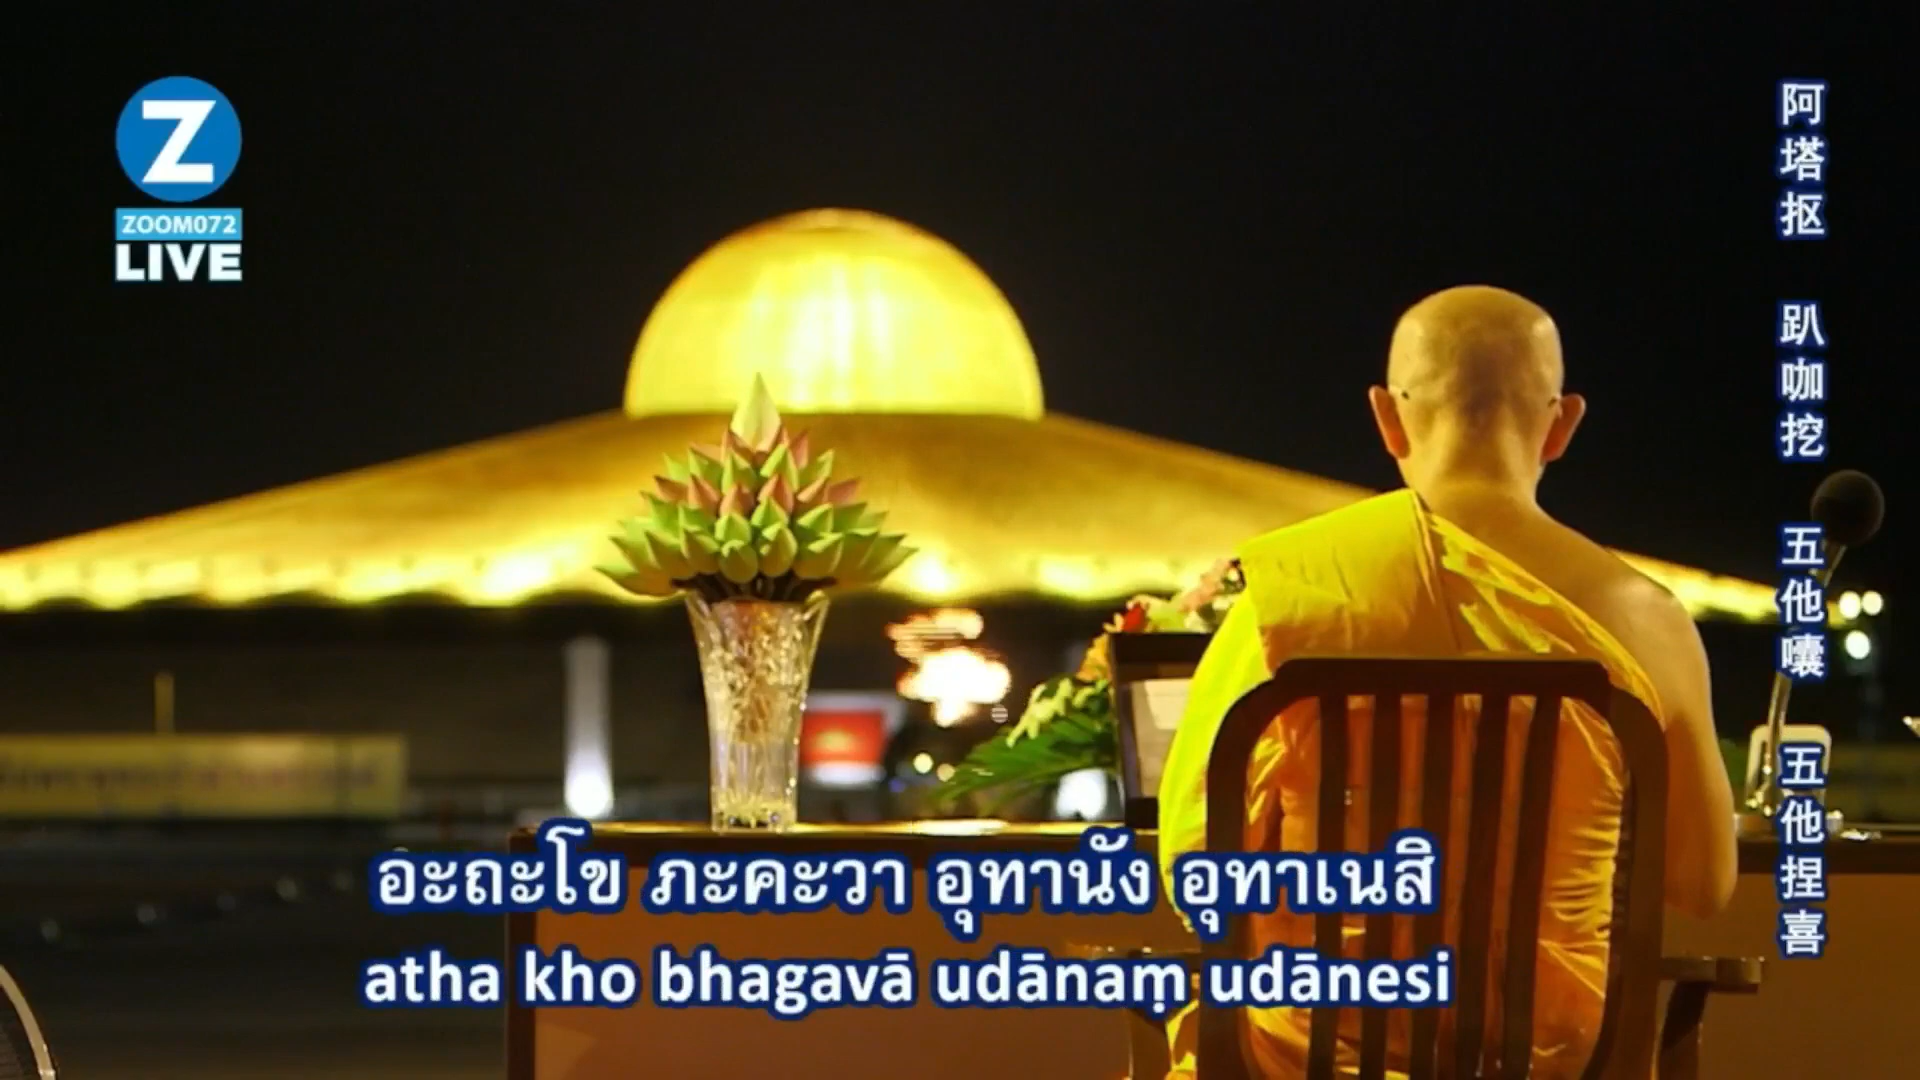 Z
ZOOM072
LIVE
阿塔抠 趴咖挖 五他囔 五他捏喜
อะถะโข ภะคะวา อุทานัง อุทาเนสิ
atha kho bhagavā udānaṃ udānesi